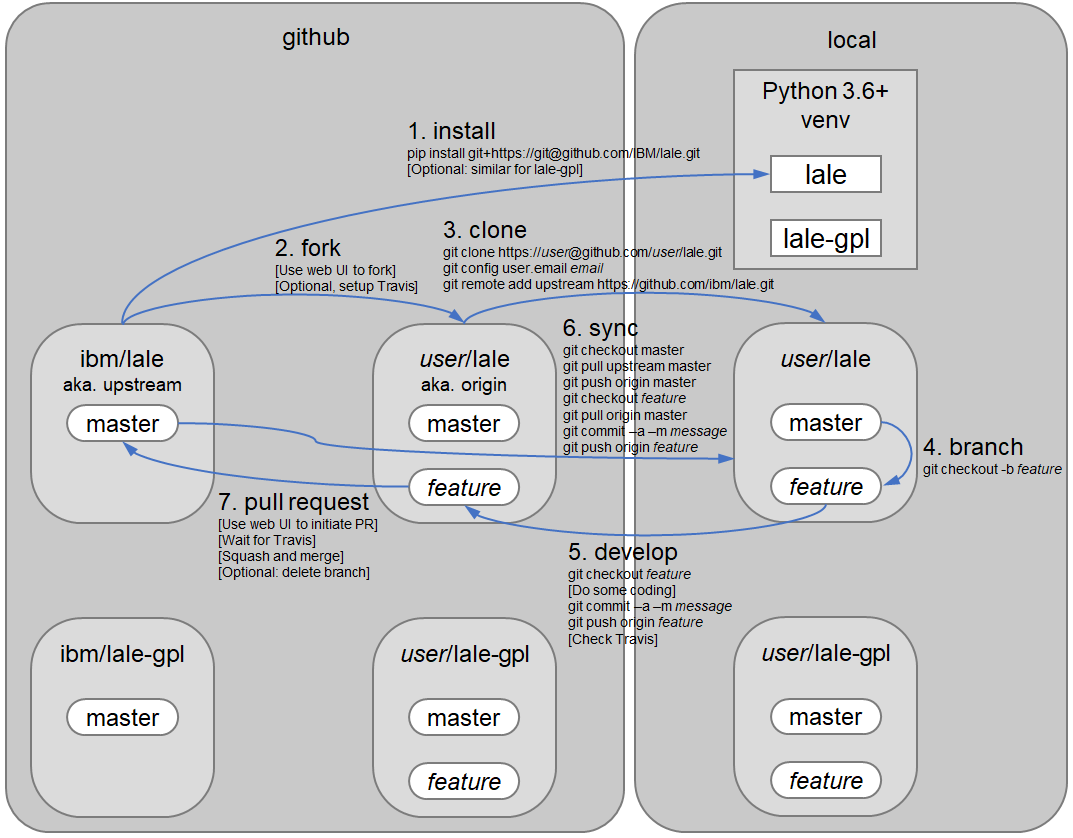 github
local
Python 3.6+
venv
lale
lale-gpl
1. install
pip install git+https://git@github.com/IBM/lale.git
[Optional: similar for lale-gpl]
2. fork
[Use web UI to fork]
[Optional, setup Travis]
3. clone
git clone https://user@github.com/user/lale.git
git config user.email email
git remote add upstream https://github.com/ibm/lale.git
ibm/lale
aka. upstream
master
user/lale
aka. origin
master
feature
6. sync
git checkout master
git pull upstream master
git push origin master
git checkout feature
git pull origin master
git commit –a –m message
git push origin feature
user/lale
master
feature
4. branch
git checkout -b feature
7. pull request
[Use web UI to initiate PR]
[Wait for Travis]
[Squash and merge]
[Optional: delete branch]
5. develop
git checkout feature
[Do some coding]
git commit –a –m message
git push origin feature
[Check Travis]
ibm/lale-gpl
master
user/lale-gpl
master
feature
user/lale-gpl
master
feature